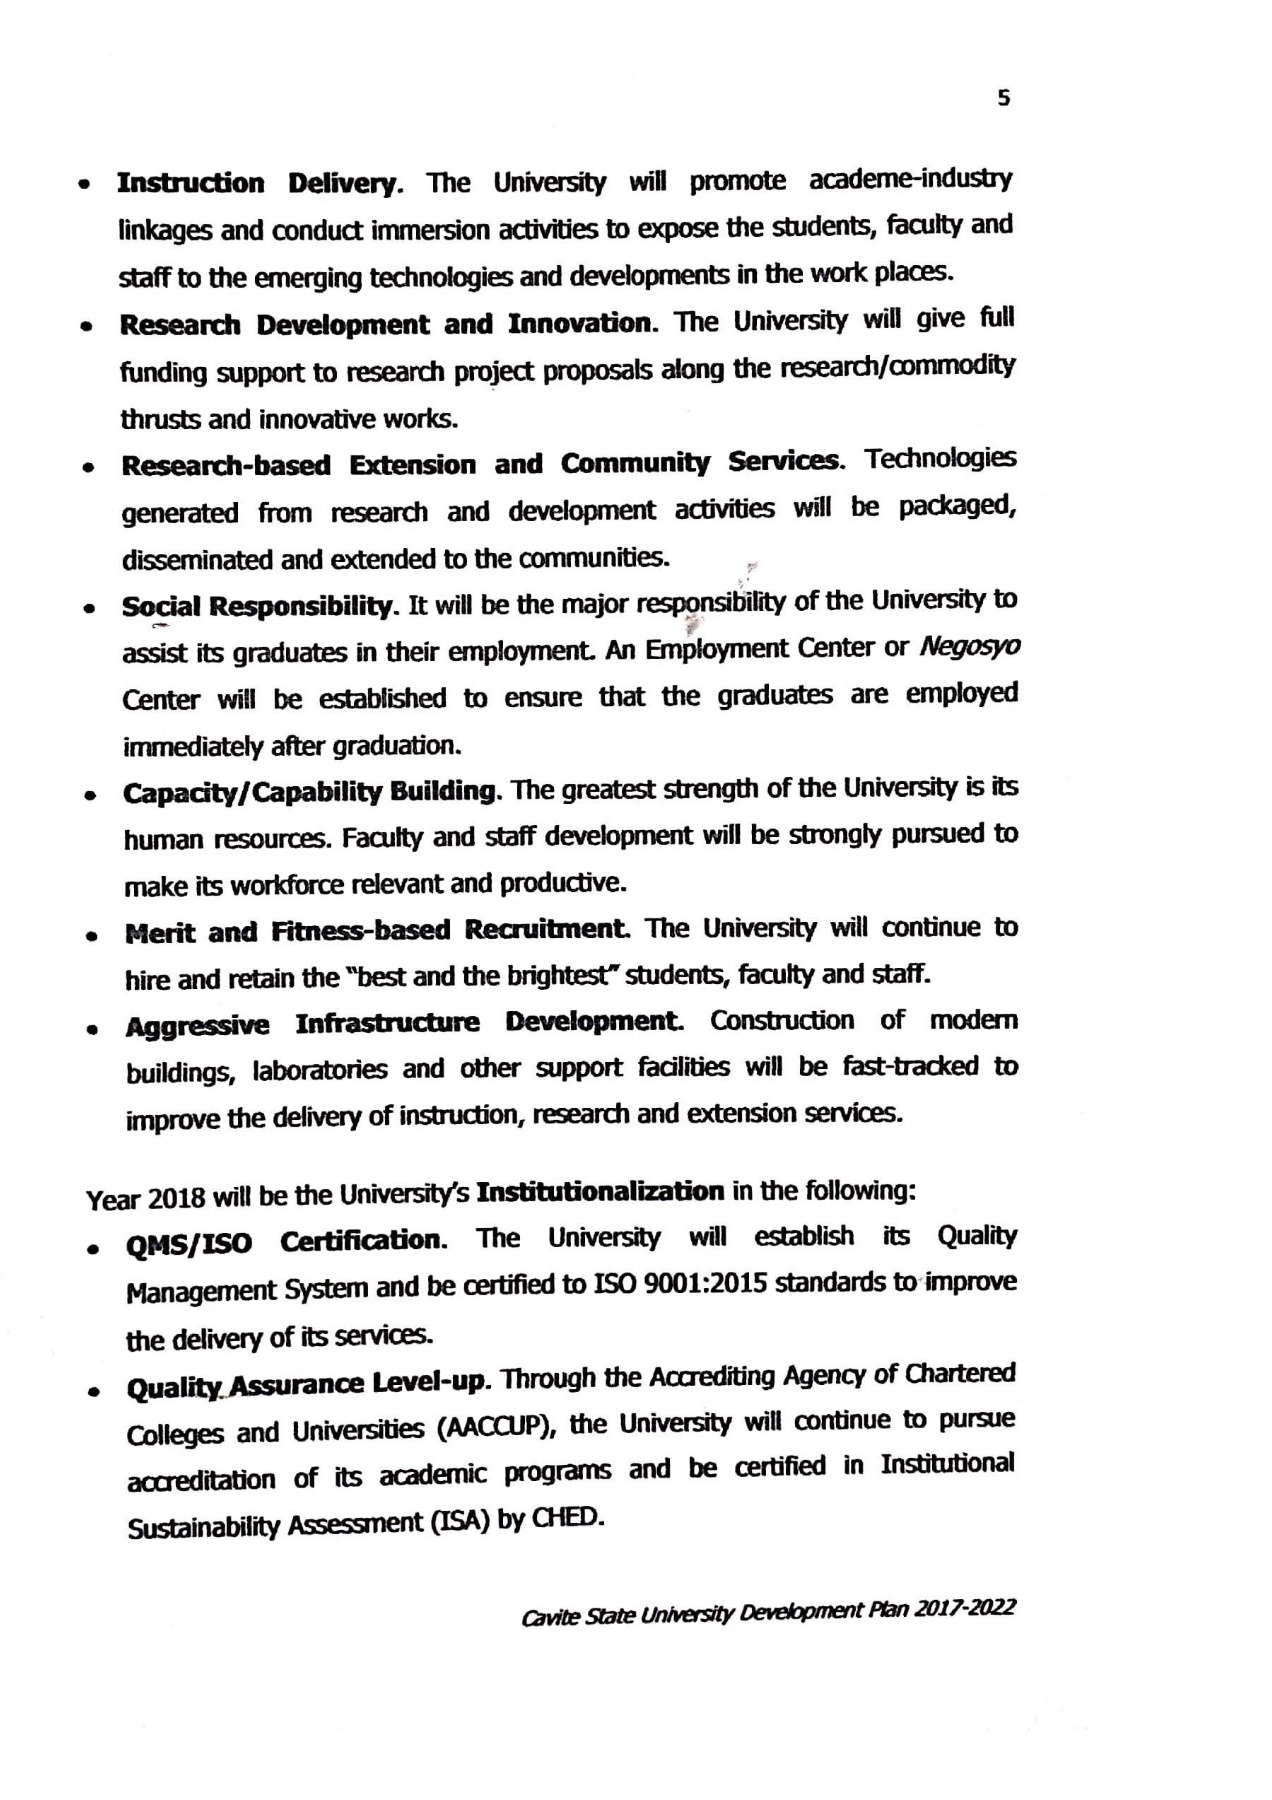 5
• Instruction Delivery. The University will promote academe-industry
linkages and conduct immersion activities to expose the students, faculty and
staff to the emerging technologies and developments in the work places.
• Research Development and Innovation. The University will give full
funding support to research project proposals along the research/commodity
thrusts and innovative works.
• Research-based Extension and Community Services. Technologies
generated from research and development activities will be packaged,
disseminated and extended to the communities.
• Social Responsibility. It will be the major responsibility of the University to
assist its graduates in their employment. An Employment Center or Negosyo
Center will be established to ensure that the graduates are employed
immediately after graduation.
• Capacity/Capability Building. The greatest strength of the University is its
human resources. Faculty and staff development will be strongly pursued to
make its workforce relevant and productive.
• Merit and Fitness-based Recruitment. The University will continue to
hire and retain the "best and the brightest" students, faculty and staff.
• Aggressive Infrastructure Development. Construction of modern
buildings, laboratories and other support facilities will be fast-tracked to
improve the delivery of instruction, research and extension services.
Year 2018 will be the University's Institutionalization in the following:
• QMS/ISO Certification. The University will establish its Quality
Management System and be certified to ISO 9001:2015 standards to improve
the delivery of its services.
• Quality Assurance Level-up. Through the Accrediting Agency of Chartered
Colleges and Universities (AACCUP), the University will continue to pursue
accreditation of its academic programs and be certified in Institutional
Sustainability Assessment (ISA) by CHED.
Cavite State University Development Plan 2017-2022